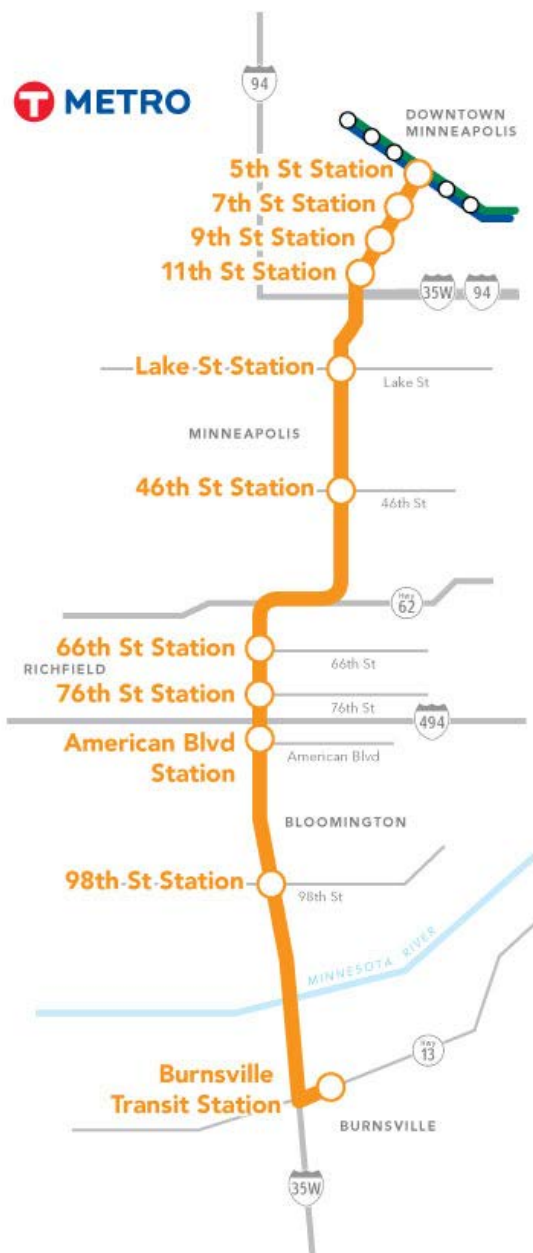 94
T METRO
DOWNTOWN
MINNEAPOLIS
5th St Station
7th St Station
9th St Station
11th St Station
35W 94
Lake St Station
Lake St
MINNEAPOLIS
46th St Station
46th St
Hwy
62
66th St Station
66th St
RICHFIELD
76th St Station
76th St
494
American Blvd
Station
American Blvd
BLOOMINGTON
98th St Station
98th St
MINNESOTA RIVER
Hwy
13
Burnsville
Transit Station
BURNSVILLE
35W